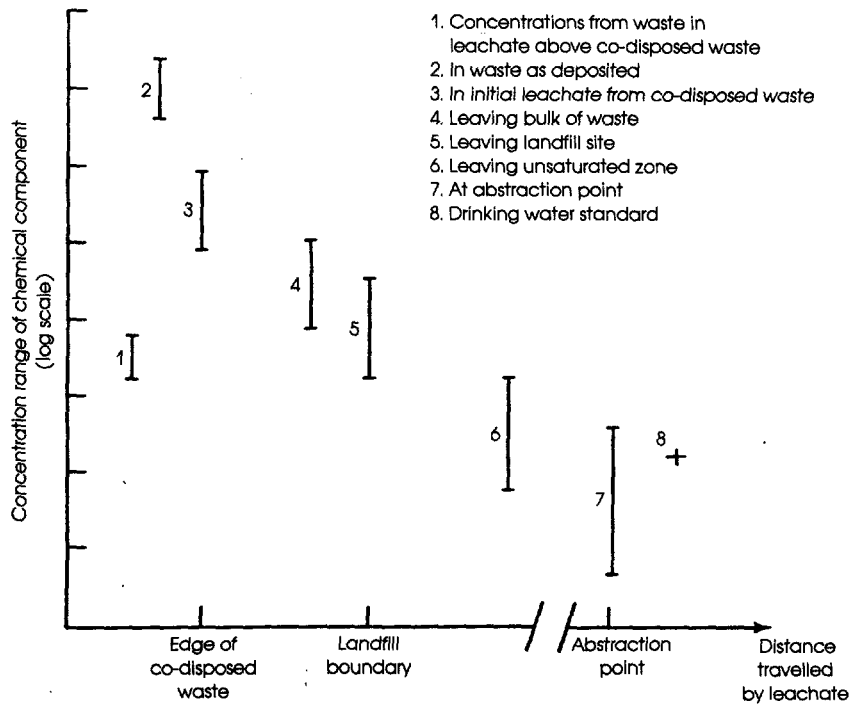 1. Concentrations from waste in
leachate above co-disposed waste
2. In waste as deposited
3. In initial leachate from co-disposed waste
4. Leaving bulk of waste
5. Leaving landfill site
6. Leaving unsaturated zone
7. At abstraction point
8. Drinking water standard
Concentration range of chemical component
(log scale)
2
3
4
5
1
6
8
7
Edge of
co-disposed
waste
Landfill
boundary
Abstraction
point
Distance
travelled
by leachate